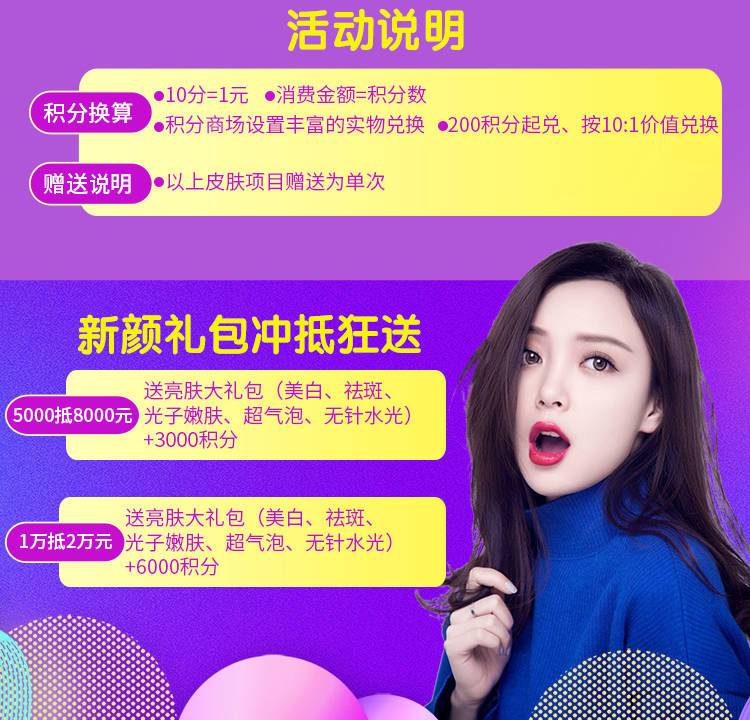 活动说明
积分换算
●10分=1元 ●消费金额=积分数
●积分商场设置丰富的实物兑换 ●200积分起兑、按10:1价值兑换
赠送说明
●以上皮肤项目赠送为单次
新颜礼包冲抵狂送
5000抵8000元
送亮肤大礼包（美白、祛斑、
光子嫩肤、超气泡、无针水光）
+3000积分
1万抵2万元
送亮肤大礼包（美白、祛斑、
光子嫩肤、超气泡、无针水光）
+6000积分